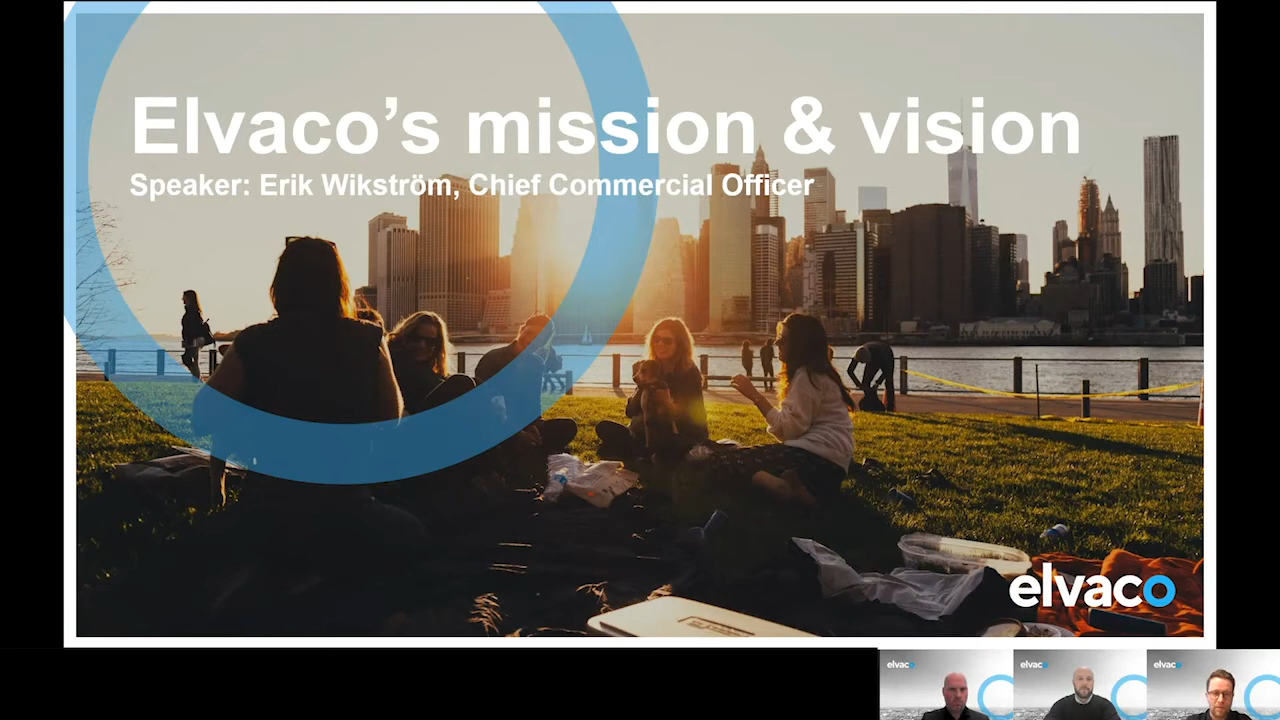 Elvaco’s mission & vision
Speaker: Erik Wikström, Chief Commercial Officer
elvaco
elvaco
elvaco
elvaco